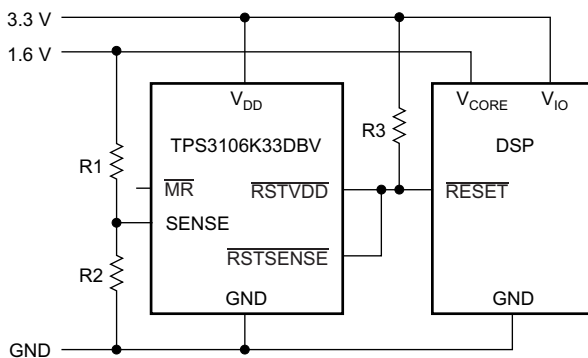 3.3 V
1.6 V
VDD
VCORE
VIO
R3
TPS3106K33DBV
DSP
R1
MR
RSTVDD
RESET
SENSE
RSTSENSE
R2
GND
GND
GND